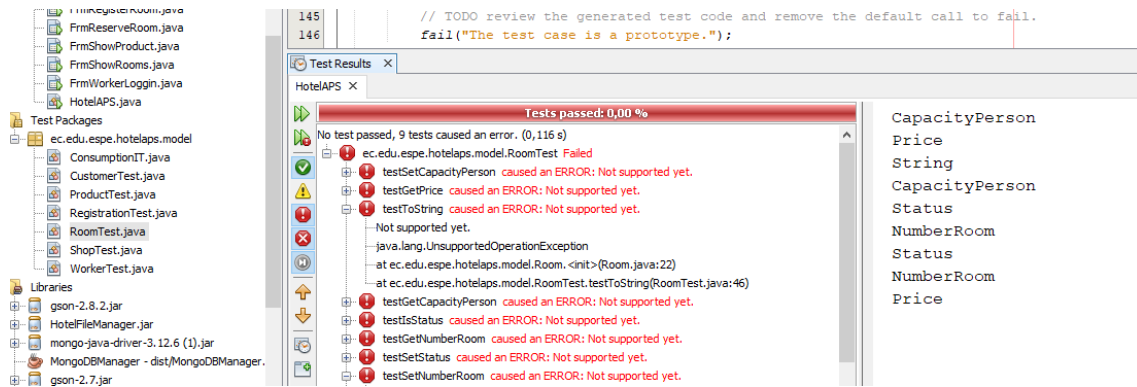 FrmRegisterRoom.java
FrmReserveRoom.java
FrmShowProduct.java
FrmShowRooms.java
FrmWorkerLoggin.java
HotelAPS.java
Test Packages
ec.edu.espe.hotelaps.model
ConsumptionIT.java
CustomerTest.java
ProductTest.java
RegistrationTest.java
RoomTest.java
ShopTest.java
WorkerTest.java
Libraries
gson-2.8.2.jar
HotelFileManager.jar
mongo-java-driver-3.12.6 (1).jar
MongoDBManager - dist/MongoDBManager.
gson-2.7.jar
145 // TODO review the generated test code and remove the default call to fail.
146 fail("The test case is a prototype.");
Test Results
HotelAPS
Tests passed: 0,00 %
No test passed, 9 tests caused an error. (0,116 s)
ec.edu.espe.hotelaps.model.RoomTest Failed
testSetCapacityPerson caused an ERROR: Not supported yet.
testGetPrice caused an ERROR: Not supported yet.
testToString caused an ERROR: Not supported yet.
Not supported yet.
java.lang.UnsupportedOperationException
at ec.edu.espe.hotelaps.model.Room.<init>(Room.java:22)
at ec.edu.espe.hotelaps.model.RoomTest.testToString(RoomTest.java:46)
testGetCapacityPerson caused an ERROR: Not supported yet.
testIsStatus caused an ERROR: Not supported yet.
testGetNumberRoom caused an ERROR: Not supported yet.
testSetStatus caused an ERROR: Not supported yet.
testSetNumberRoom caused an ERROR: Not supported yet.
CapacityPerson
Price
String
CapacityPerson
Status
NumberRoom
Status
NumberRoom
Price